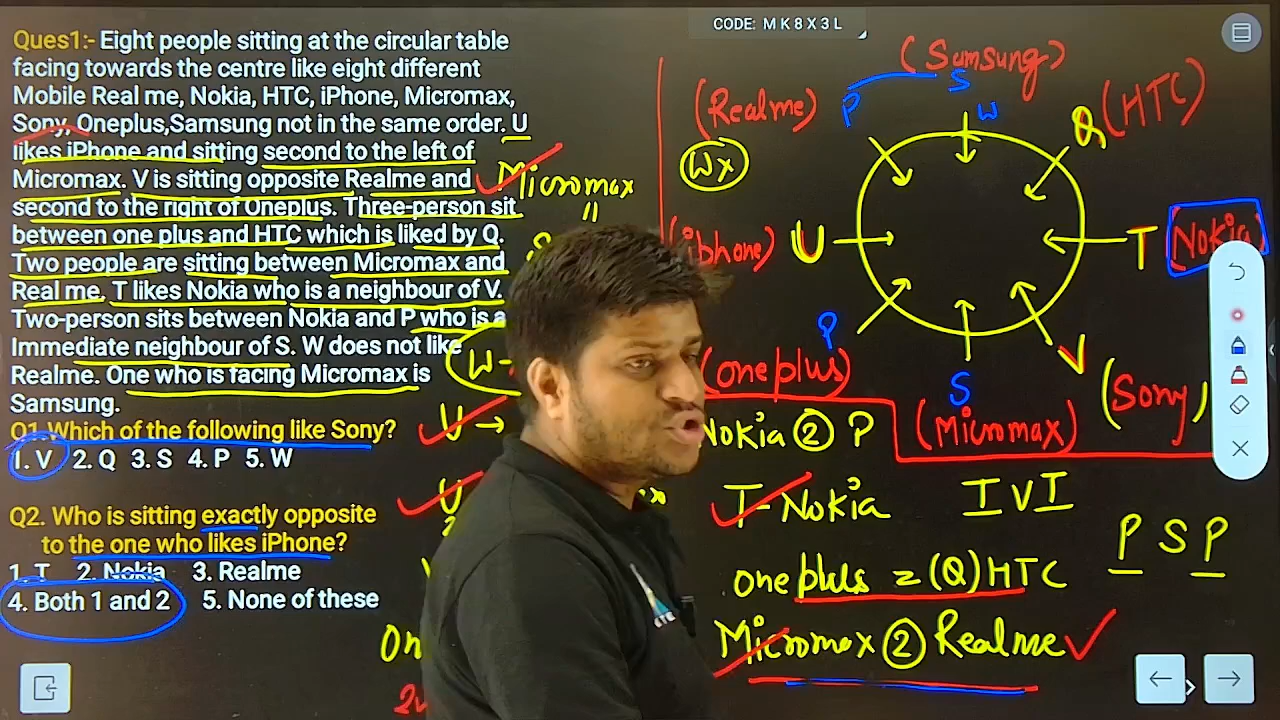 CODE: M K 8 X 3 L
Ques1:- Eight people sitting at the circular table
facing towards the centre like eight different
Mobile Real me, Nokia, HTC, iPhone, Micromax,
Sony, Oneplus,Samsung not in the same order. U
likes iPhone and sitting second to the left of
Micromax. V is sitting opposite Realme and
second to the right of Oneplus. Three-person sit
between one plus and HTC which is liked by Q.
Two people are sitting between Micromax and
Real me. T likes Nokia who is a neighbour of V.
Two-person sits between Nokia and P who is a
Immediate neighbour of S. W does not like
Realme. One who is facing Micromax is
Samsung.
Q1 Which of the following like Sony?
1. V 2. Q 3. S 4. P 5. W
Q2. Who is sitting exactly opposite
to the one who likes iPhone?
1. T 2. Nokia 3. Realme
4. Both 1 and 2 5. None of these
Micromax
W-
U →
U
On
(Samsung)
(Realme) P S W Q (HTC)
Wx
(iphone) U T Nokia
P S V
(oneplus) (Micromax) (Sony)
Nokia ② P
T-Nokia I V I
P S P
one plus = (Q) HTC
Micromax ② Realme